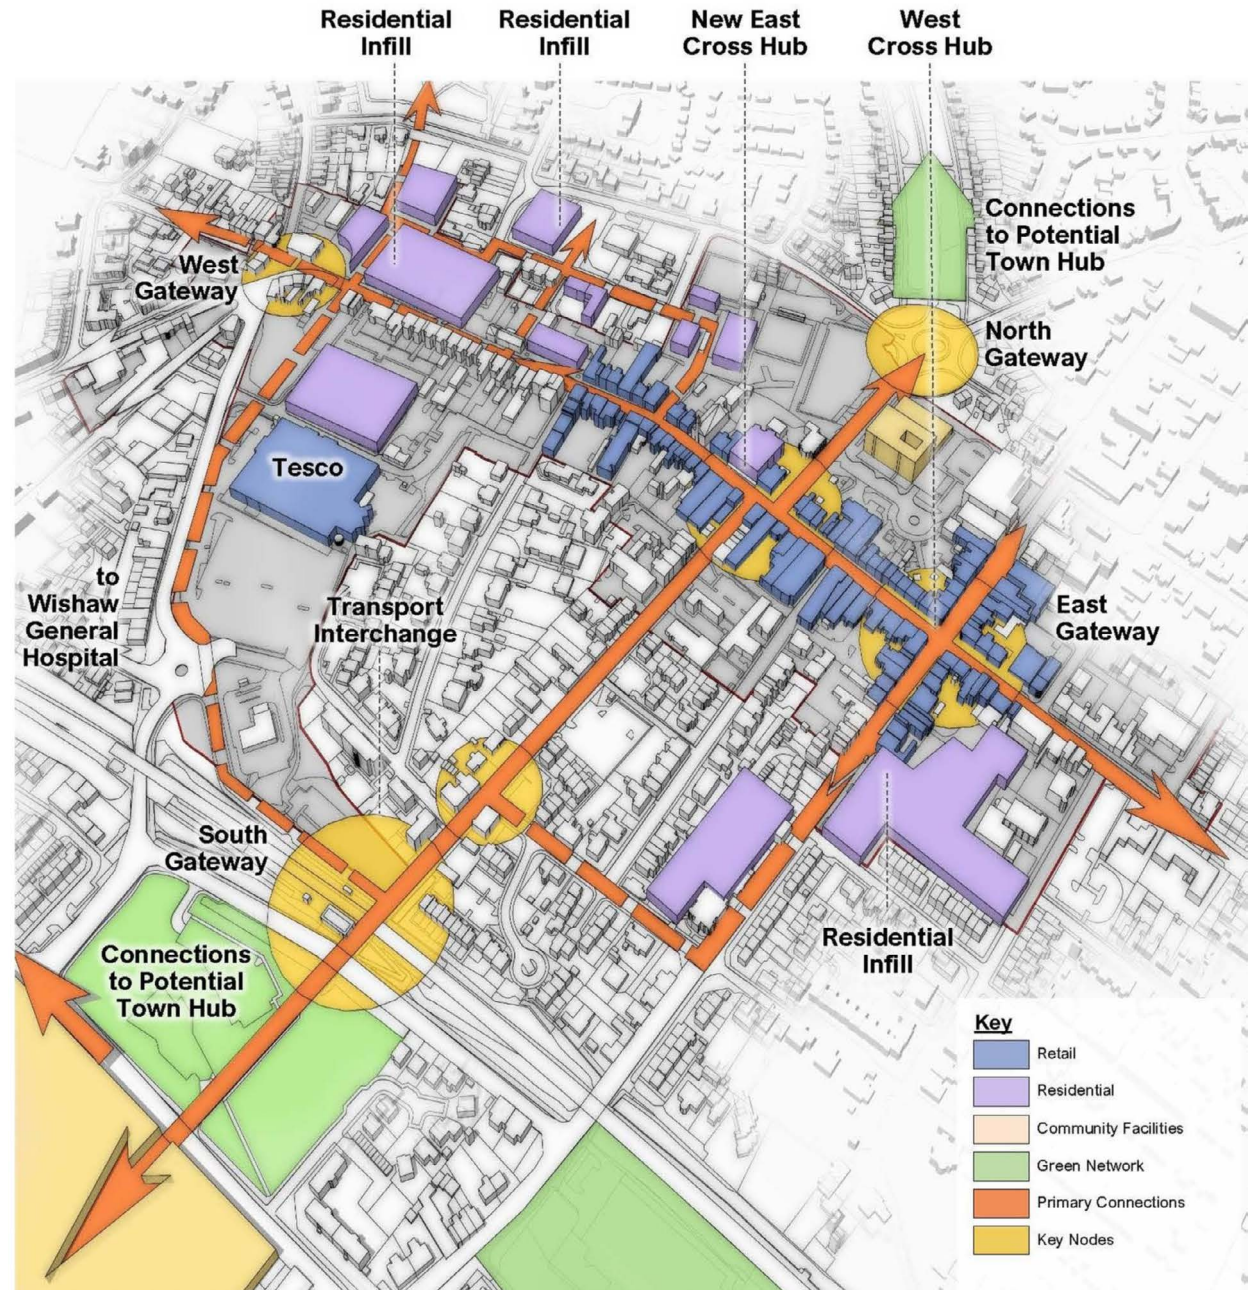 Residential
Infill
Residential
Infill
New East
Cross Hub
West
Cross Hub
Connections
to Potential
Town Hub
West
Gateway
North
Gateway
Tesco
to
Wishaw
General
Hospital
Transport
Interchange
East
Gateway
South
Gateway
Connections
to Potential
Town Hub
Residential
Infill
Key
Retail
Residential
Community Facilities
Green Network
Primary Connections
Key Nodes